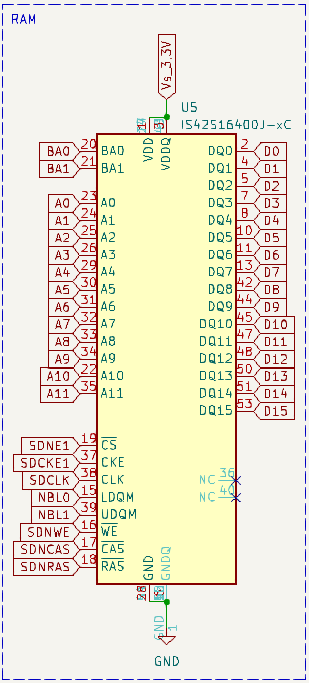 RAM
Vs_3.3V
U5
IS42S16400J-xC
VDD
VDDQ
BA0 20 BA0 DQ0 2 D0
BA1 21 BA1 DQ1 4 D1
DQ2 5 D2
A0 23 A0 DQ3 7 D3
A1 24 A1 DQ4 8 D4
A2 25 A2 DQ5 10 D5
A3 26 A3 DQ6 11 D6
A4 29 A4 DQ7 13 D7
A5 30 A5 DQ8 42 D8
A6 31 A6 DQ9 44 D9
A7 32 A7 DQ10 45 D10
A8 33 A8 DQ11 47 D11
A9 34 A9 DQ12 48 D12
A10 22 A10 DQ13 50 D13
A11 35 A11 DQ14 51 D14
DQ15 53 D15
SDNE1 19 CS
SDCKE1 37 CKE
SDCLK 38 CLK NC 36
NBL0 15 LDQM NC 40
NBL1 39 UDQM
SDNWE 16 WE
SDNCAS 17 CAS
SDNRAS 18 RAS
GND
GNDQ
GND
1
GND